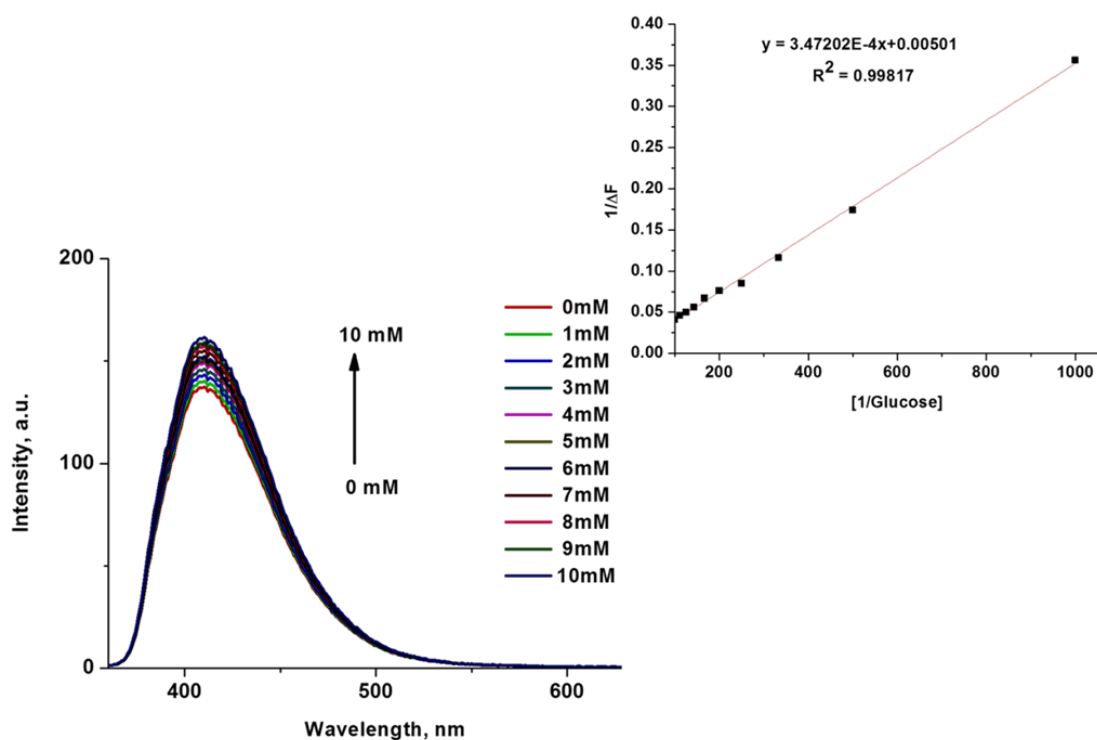 0.40
0.35
0.30
0.25
0.20
0.15
0.10
0.05
0.00
1/ΔF
y = 3.47202E-4x+0.00501
R² = 0.99817
200 400 600 800 1000
[1/Glucose]
200
100
0
Intensity, a.u.
10 mM
0 mM
0mM
1mM
2mM
3mM
4mM
5mM
6mM
7mM
8mM
9mM
10mM
400 500 600
Wavelength, nm